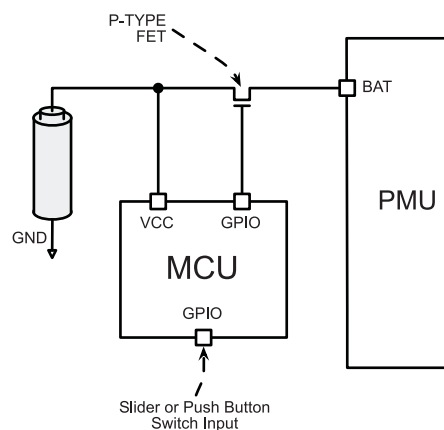 P-TYPE
FET
BAT
PMU
GND
VCC
GPIO
MCU
GPIO
Slider or Push Button
Switch Input